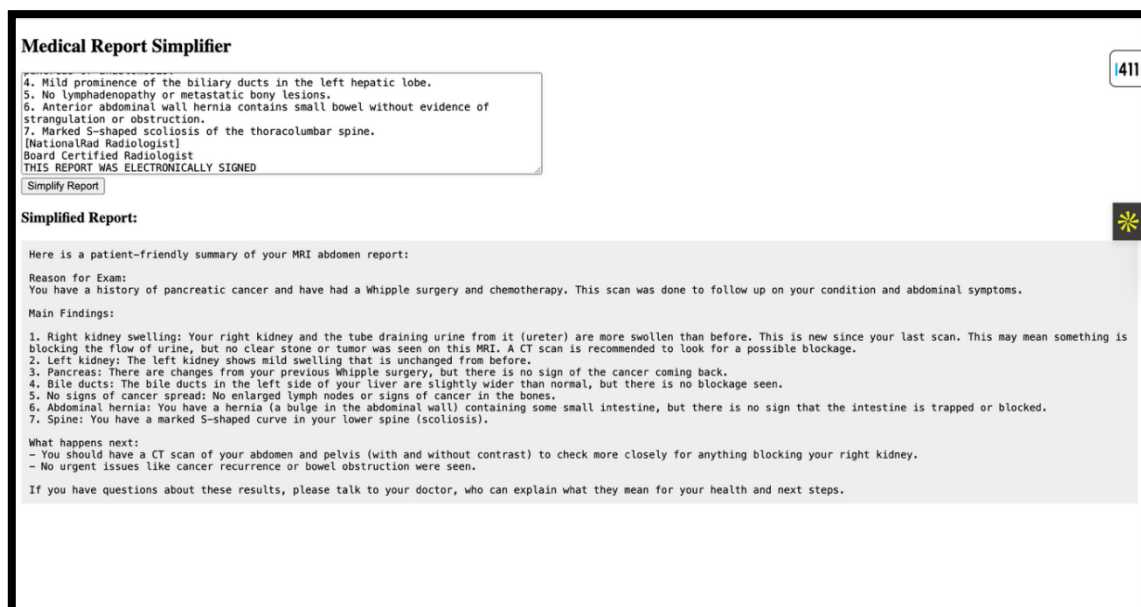 Medical Report Simplifier
4. Mild prominence of the biliary ducts in the left hepatic lobe.
5. No lymphadenopathy or metastatic bony lesions.
6. Anterior abdominal wall hernia contains small bowel without evidence of
strangulation or obstruction.
7. Marked S-shaped scoliosis of the thoracolumbar spine.
[NationalRad Radiologist]
Board Certified Radiologist
THIS REPORT WAS ELECTRONICALLY SIGNED
Simplify Report
411
Simplified Report:
Here is a patient-friendly summary of your MRI abdomen report:
Reason for Exam:
You have a history of pancreatic cancer and have had a Whipple surgery and chemotherapy. This scan was done to follow up on your condition and abdominal symptoms.
Main Findings:
1. Right kidney swelling: Your right kidney and the tube draining urine from it (ureter) are more swollen than before. This is new since your last scan. This may mean something is
blocking the flow of urine, but no clear stone or tumor was seen on this MRI. A CT scan is recommended to look for a possible blockage.
2. Left kidney: The left kidney shows mild swelling that is unchanged from before.
3. Pancreas: There are changes from your previous Whipple surgery, but there is no sign of the cancer coming back.
4. Bile ducts: The bile ducts in the left side of your liver are slightly wider than normal, but there is no blockage seen.
5. No signs of cancer spread: No enlarged lymph nodes or signs of cancer in the bones.
6. Abdominal hernia: You have a hernia (a bulge in the abdominal wall) containing some small intestine, but there is no sign that the intestine is trapped or blocked.
7. Spine: You have a marked S-shaped curve in your lower spine (scoliosis).
What happens next:
- You should have a CT scan of your abdomen and pelvis (with and without contrast) to check more closely for anything blocking your right kidney.
- No urgent issues like cancer recurrence or bowel obstruction were seen.
If you have questions about these results, please talk to your doctor, who can explain what they mean for your health and next steps.